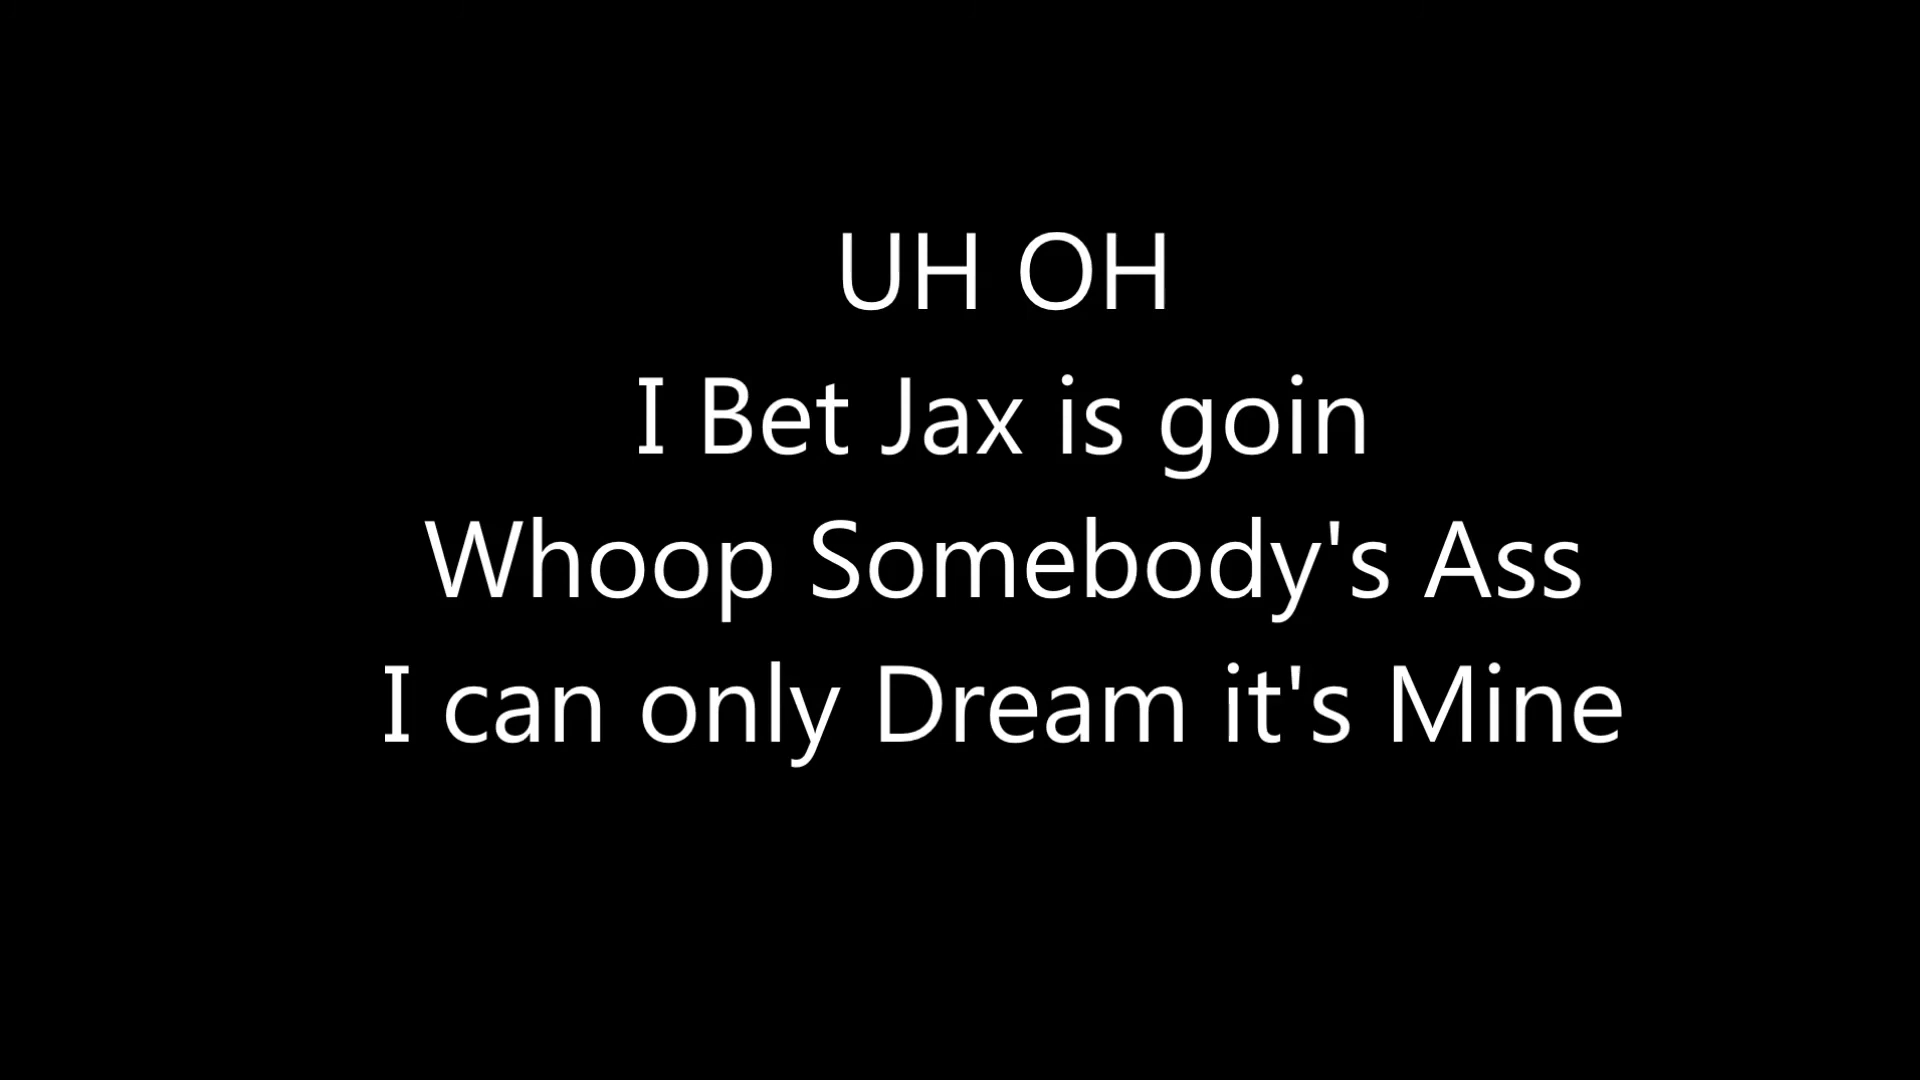 UH OH
I Bet Jax is goin
Whoop Somebody's Ass
I can only Dream it's Mine